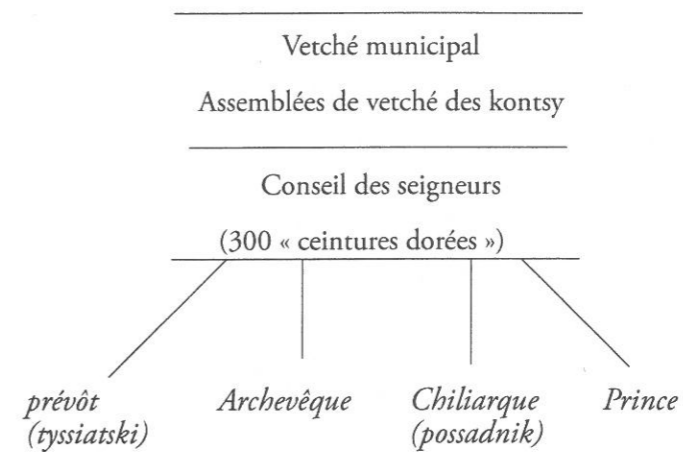 Vetché municipal
Assemblées de vetché des kontsy
Conseil des seigneurs
(300 « ceintures dorées »)
prévôt Archevêque Chiliarque Prince
(tyssiatski) (possadnik)